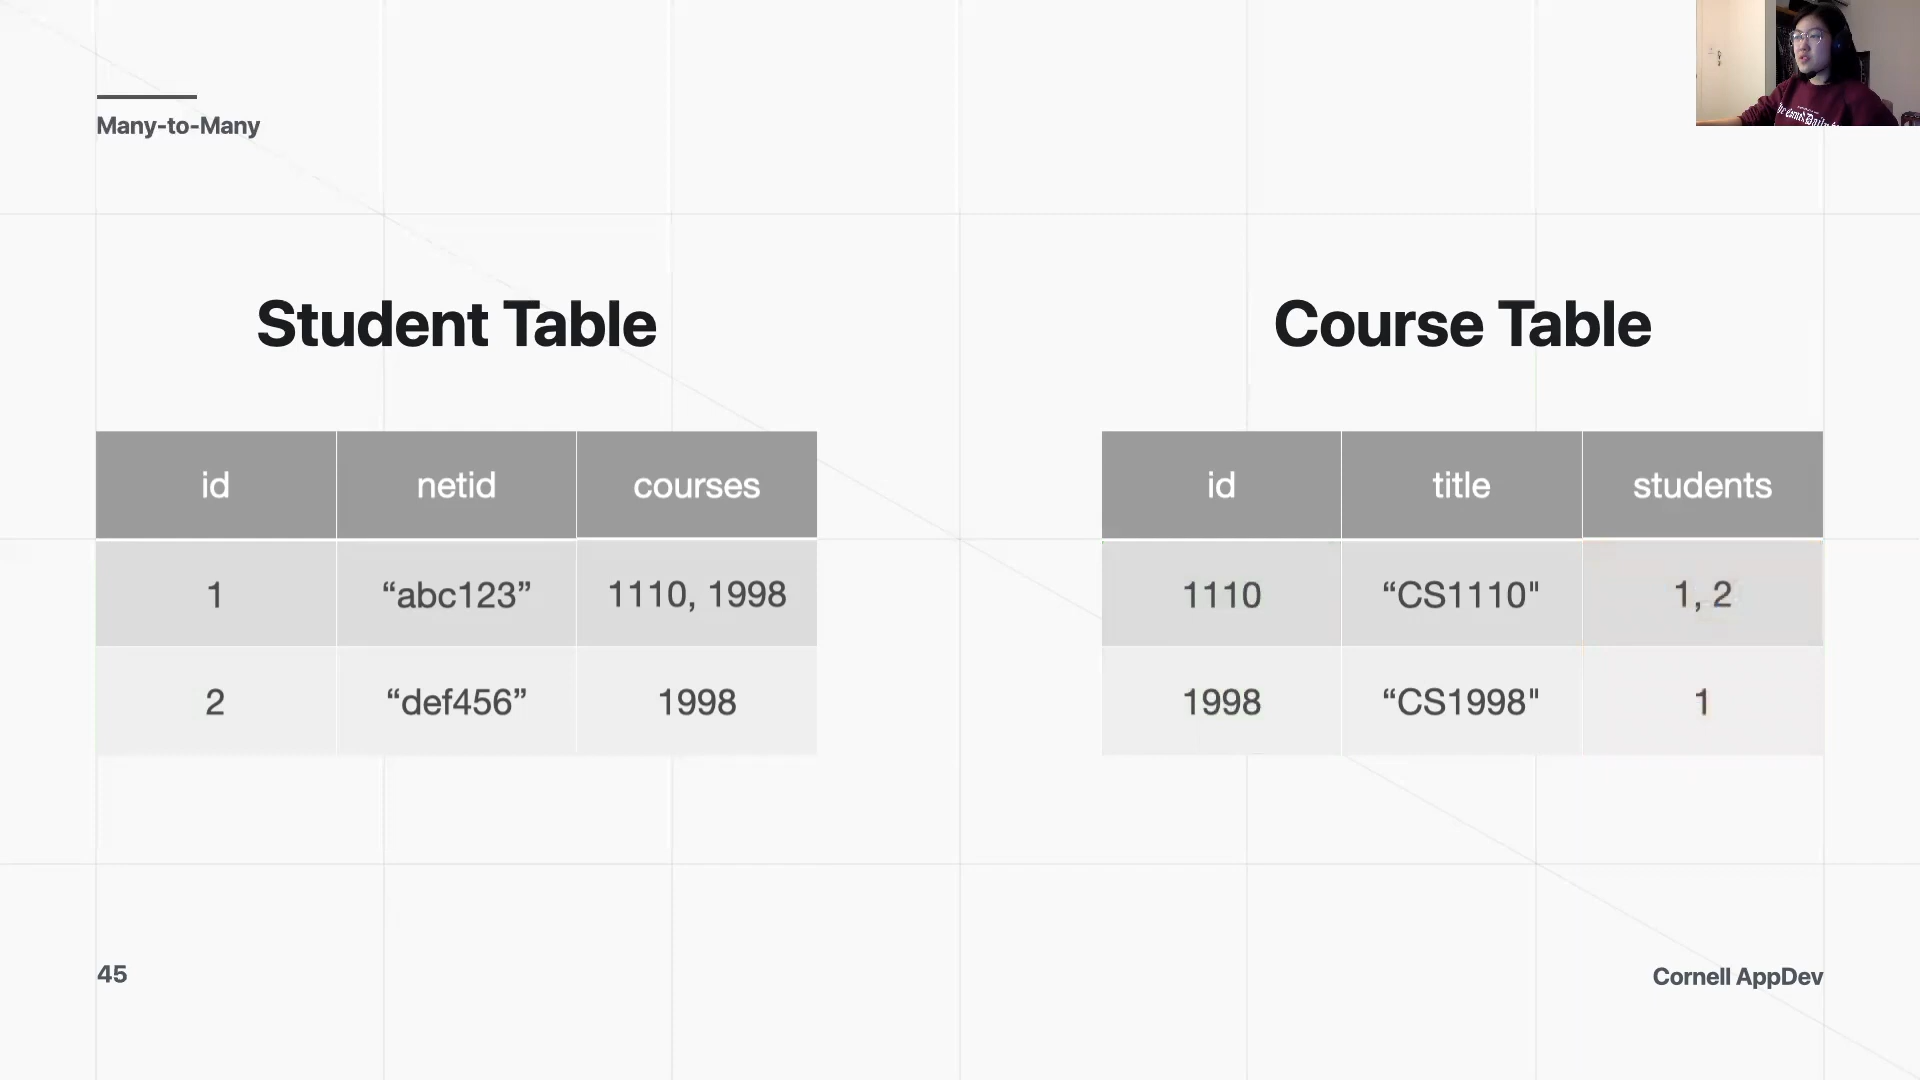 Many-to-Many
Student Table
Course Table
id netid courses
1 “abc123” 1110, 1998
2 “def456” 1998
id title students
1110 “CS1110" 1, 2
1998 “CS1998" 1
45
Cornell AppDev